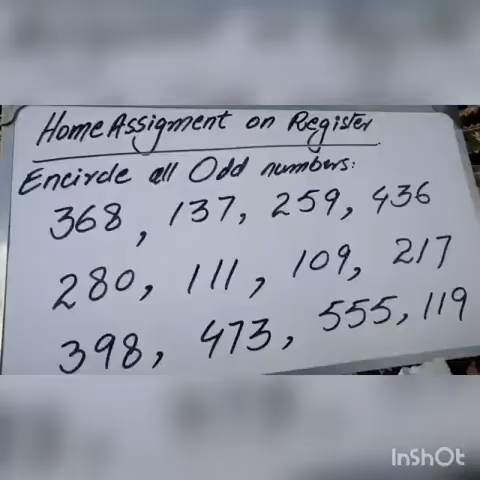 Home Assigment on Register
Encircle all Odd numbers:
368, 137, 259, 436
280, 111, 109, 217
398, 473, 555, 119
InShOt